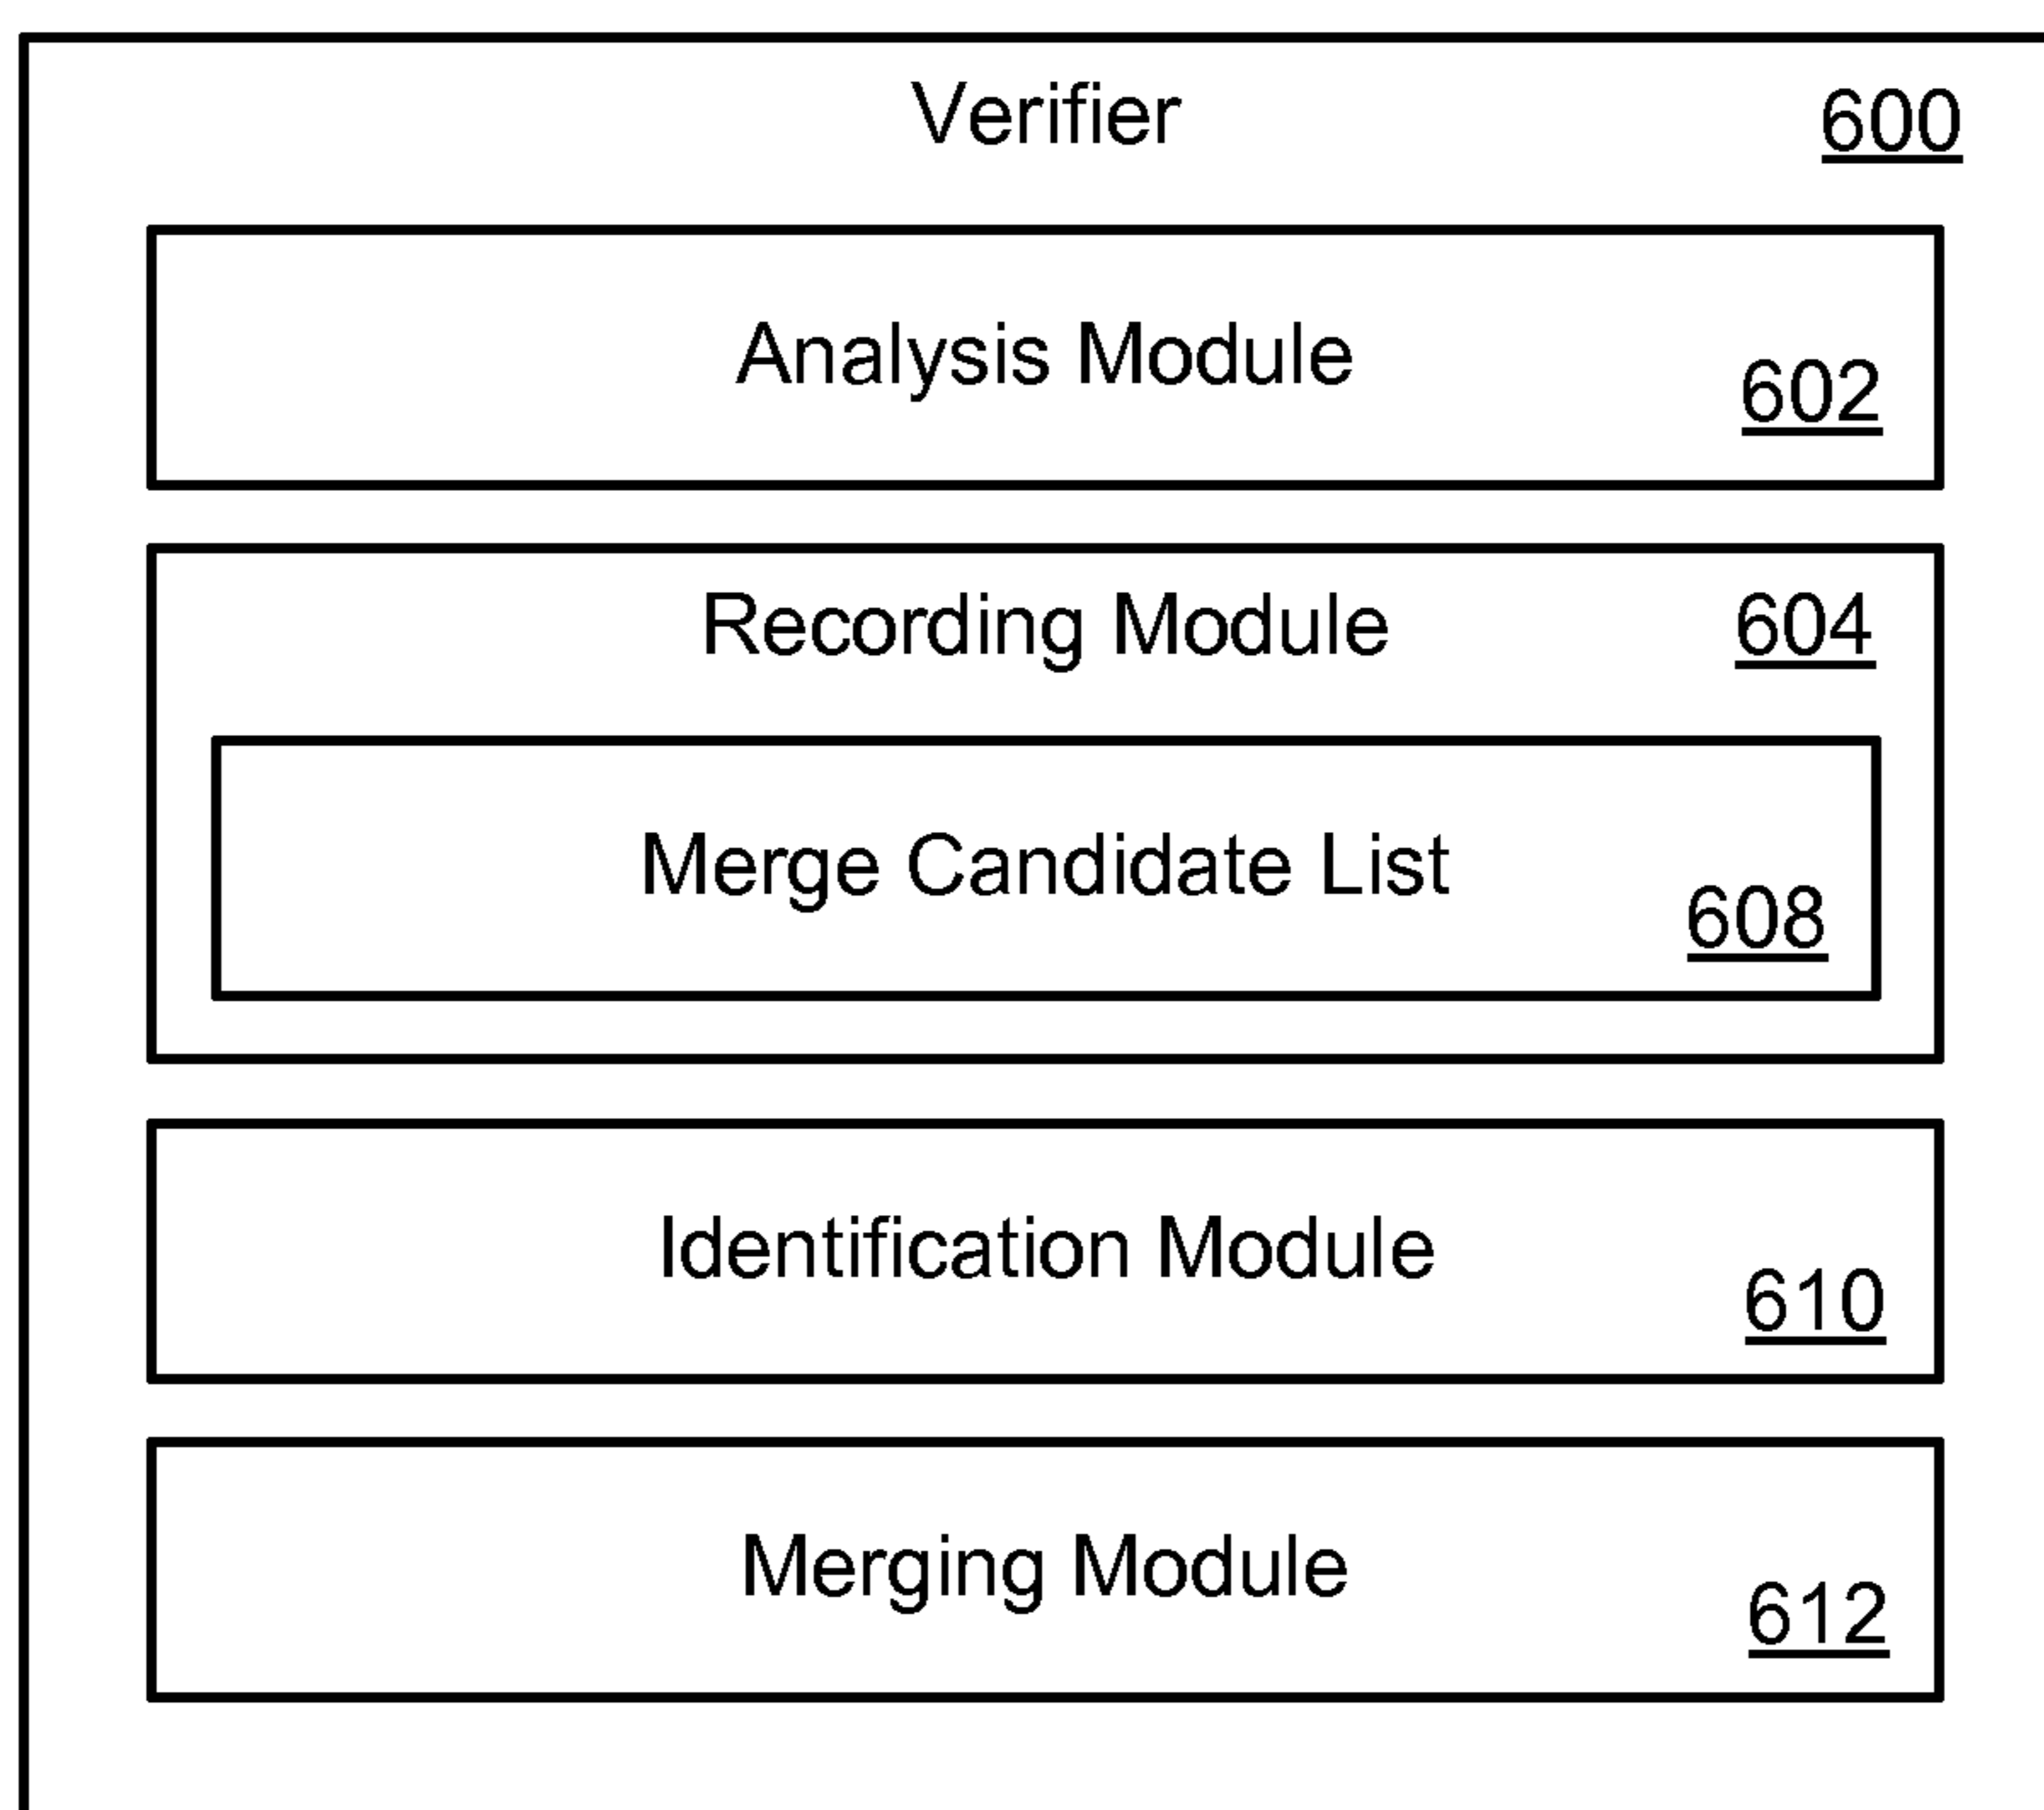 Verifier 600
Analysis Module
602
Recording Module 604
Merge Candidate List
608
Identification Module
610
Merging Module
612